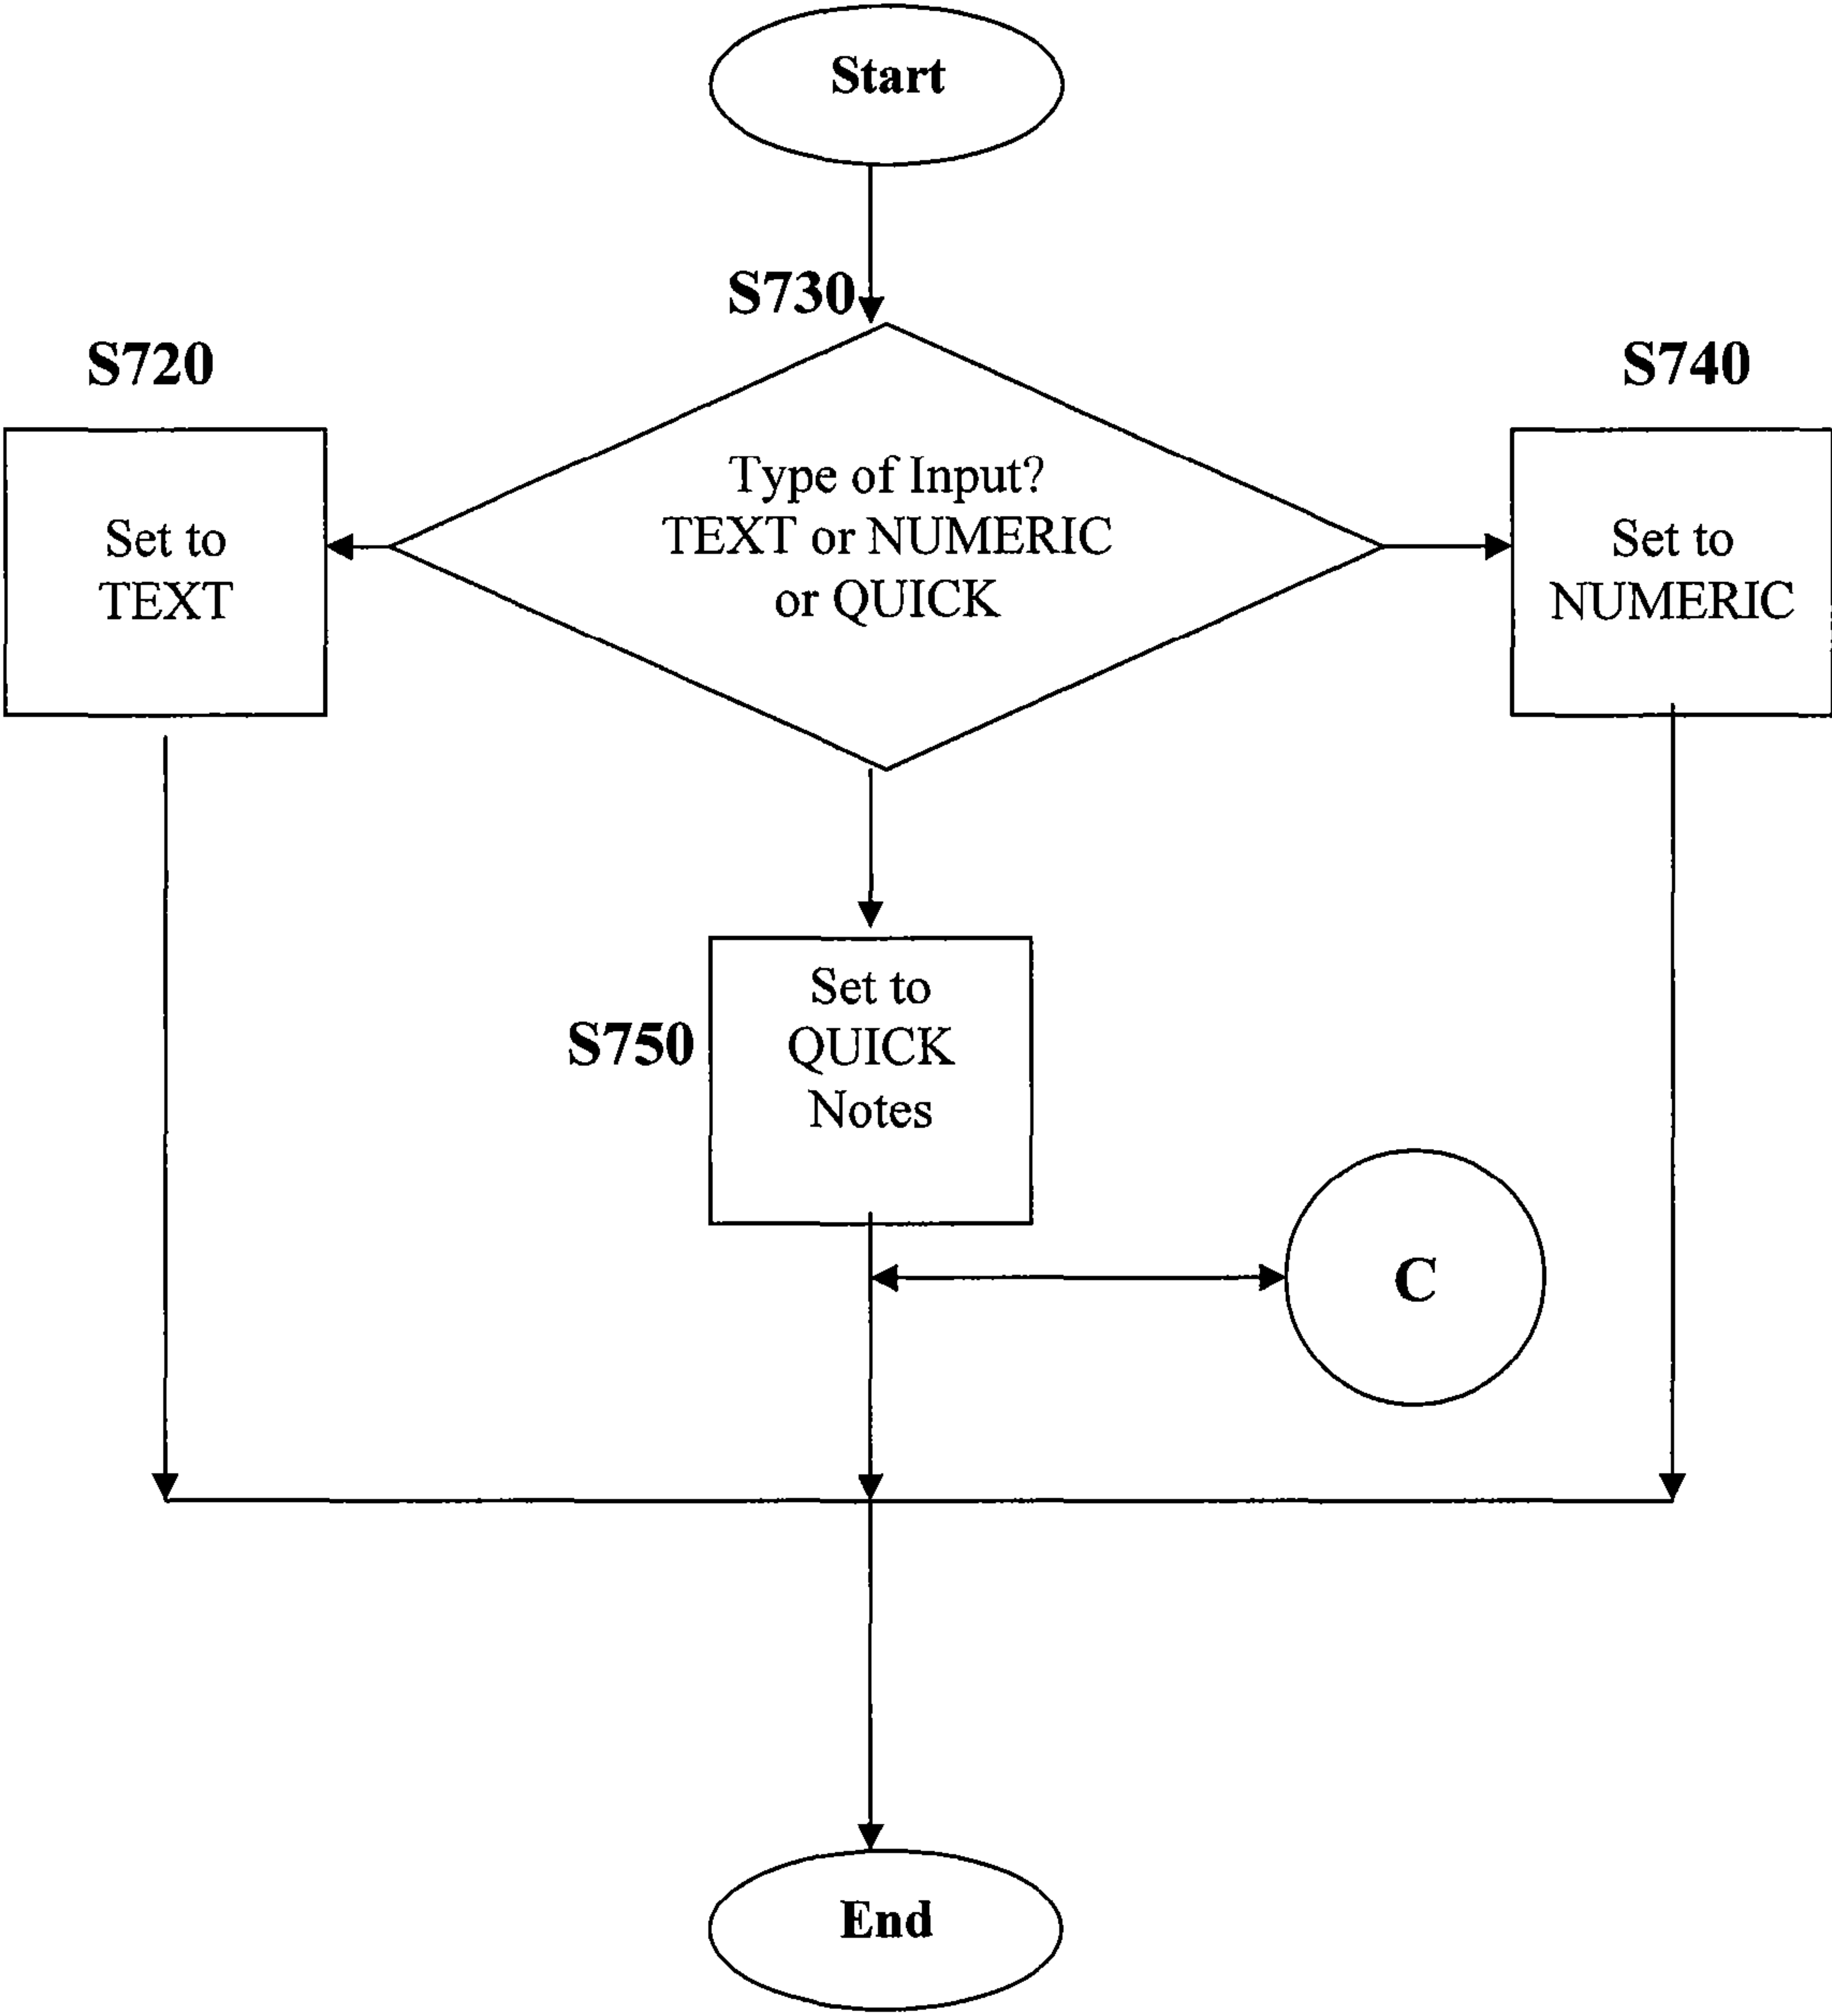 Start
S730
S720
S740
Type of Input?
TEXT or NUMERIC
or QUICK
Set to
TEXT
Set to
NUMERIC
Set to
QUICK
Notes
S750
C
End